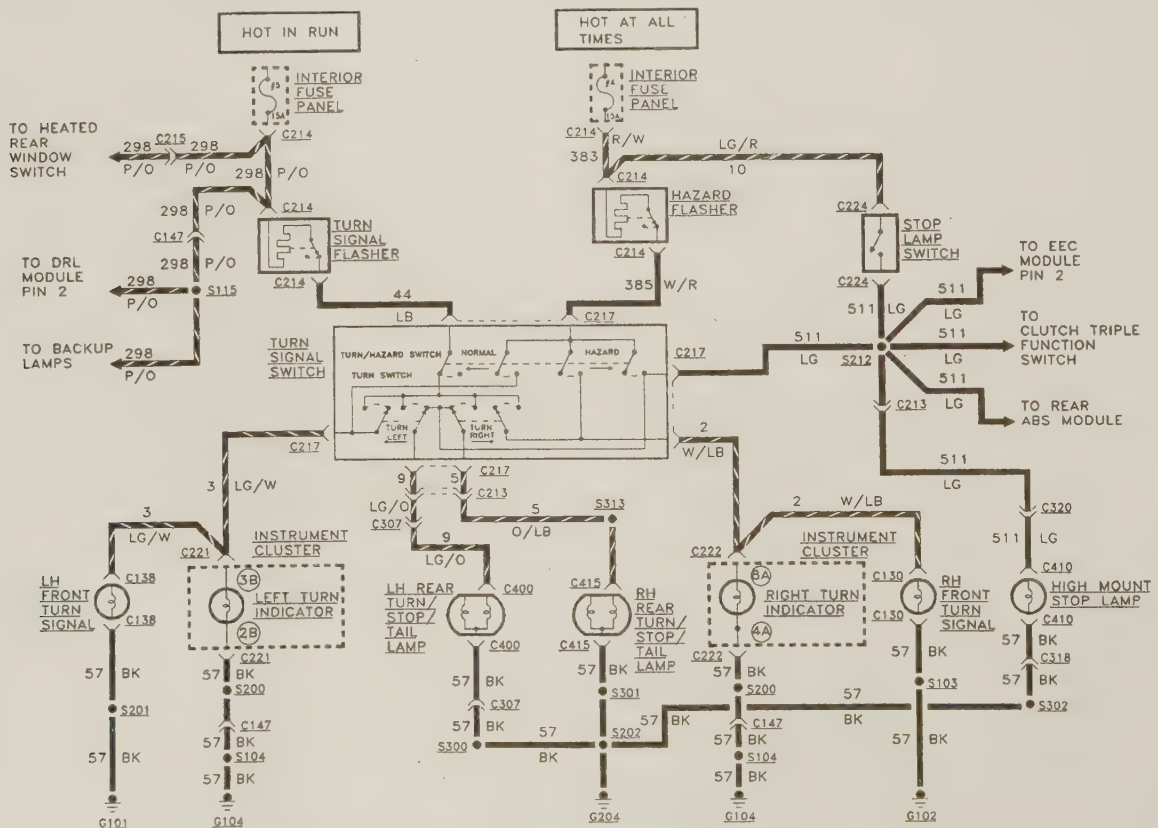 HOT IN RUN
HOT AT ALL
TIMES
F5
15A
INTERIOR
FUSE
PANEL
F4
15A
INTERIOR
FUSE
PANEL
TO HEATED
REAR
WINDOW
SWITCH
C215
298
298
P/O
P/O
C214
298
P/O
C214
R/W
383
LG/R
10
C214
298
P/O
C214
C147
TURN
SIGNAL
FLASHER
HAZARD
FLASHER
C224
STOP
LAMP
SWITCH
TO DRL
MODULE
PIN 2
298
P/O
298
P/O
S115
C214
C214
C224
TO EEC
MODULE
PIN 2
44
LB
385
W/R
511
LG
511
LG
TO BACKUP
LAMPS
298
P/O
TURN
SIGNAL
SWITCH
C217
C217
TURN/HAZARD SWITCH
NORMAL
HAZARD
TURN SWITCH
TURN
LEFT
TURN
RIGHT
511
LG
S212
511
LG
TO
CLUTCH TRIPLE
FUNCTION
SWITCH
511
LG
TO REAR
ABS MODULE
C213
C217
2
W/LB
9
5
C217
C213
3
LG/W
LG/O
C307
5
O/LB
S313
511
LG
2
W/LB
C320
3
LG/W
9
LG/O
511
LG
C221
INSTRUMENT
CLUSTER
C222
INSTRUMENT
CLUSTER
LH
FRONT
TURN
SIGNAL
C138
C138
3B
LEFT TURN
INDICATOR
2B
C221
LH REAR
TURN/
STOP/
TAIL
LAMP
C400
C400
C415
C415
RH
REAR
TURN/
STOP/
TAIL LAMP
8A
RIGHT TURN
INDICATOR
4A
C222
C130
C130
RH
FRONT
TURN
SIGNAL
C410
HIGH MOUNT
STOP LAMP
C410
57
BK
C318
57
BK
S302
57
BK
S201
57
BK
G101
57
BK
S200
C147
57
BK
S104
57
BK
G104
57
BK
C307
57
BK
S300
57
BK
57
BK
S301
S202
G204
57
BK
57
BK
S200
C147
57
BK
S104
57
BK
G104
57
BK
57
BK
S103
57
BK
G102